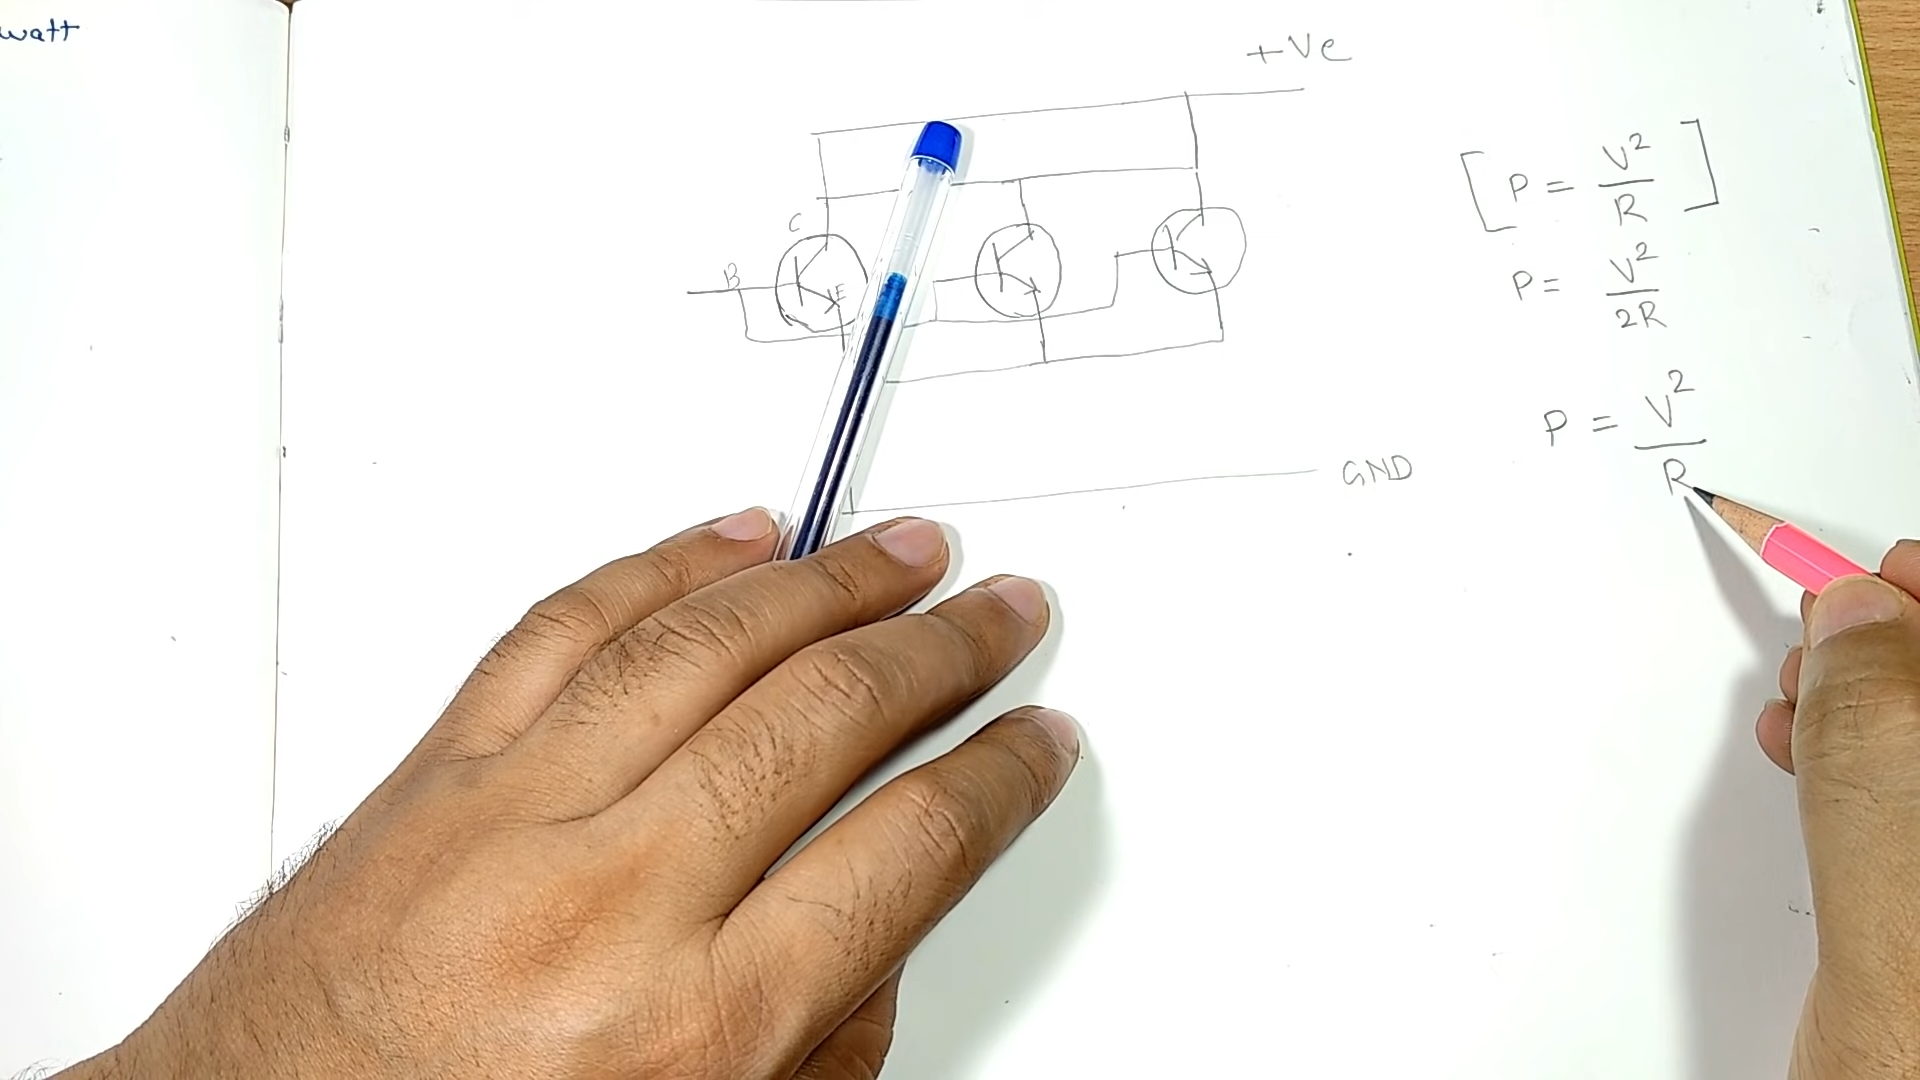 watt
+Ve
C
B
E
GND
[P = V²/R]
P = V²/2R
P = V²/R